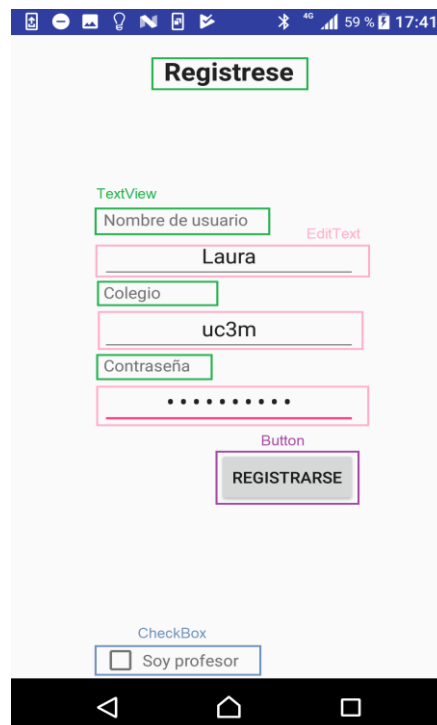 4G 59 % 17:41
Registrese
TextView
Nombre de usuario
EditText
Laura
Colegio
uc3m
Contraseña
••••••••••
Button
REGISTRARSE
CheckBox
Soy profesor